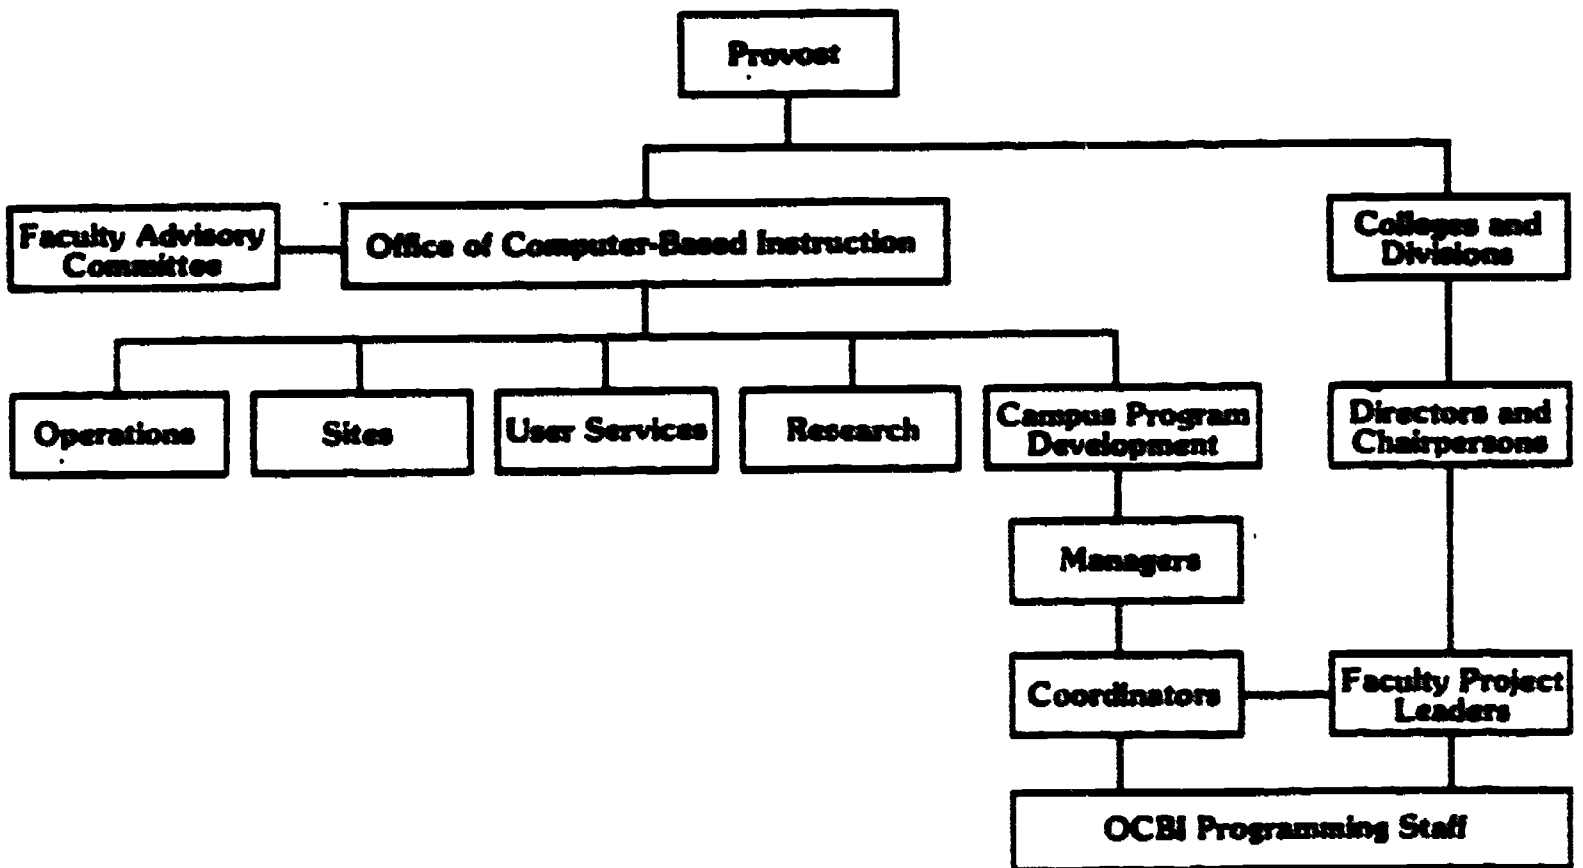 Provost
Faculty Advisory
Committee
Office of Computer-Based Instruction
Colleges and
Divisions
Operations
Sites
User Services
Research
Campus Program
Development
Directors and
Chairpersons
Managers
Coordinators
Faculty Project
Leaders
OCBI Programming Staff